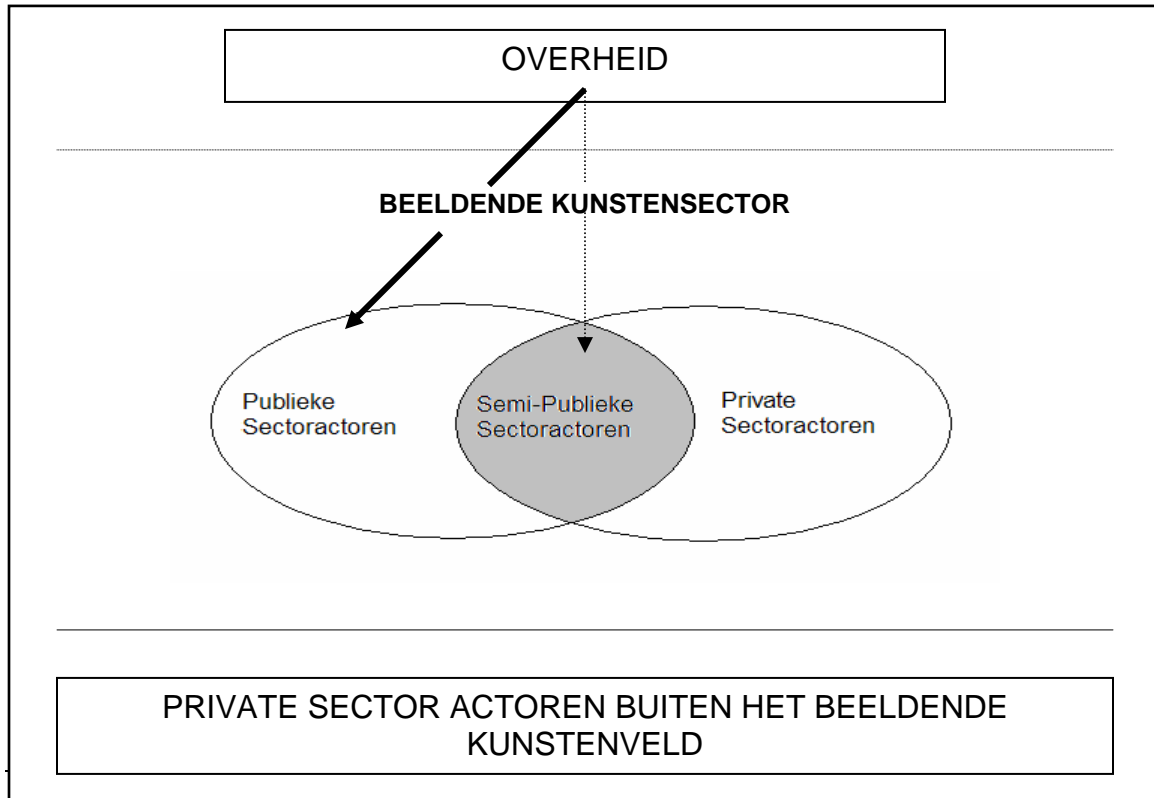 OVERHEID
BEELDENDE KUNSTENSECTOR
Publieke
Sectoractoren
Semi-Publieke
Sectoractoren
Private
Sectoractoren
PRIVATE SECTOR ACTOREN BUITEN HET BEELDENDE
KUNSTENVELD